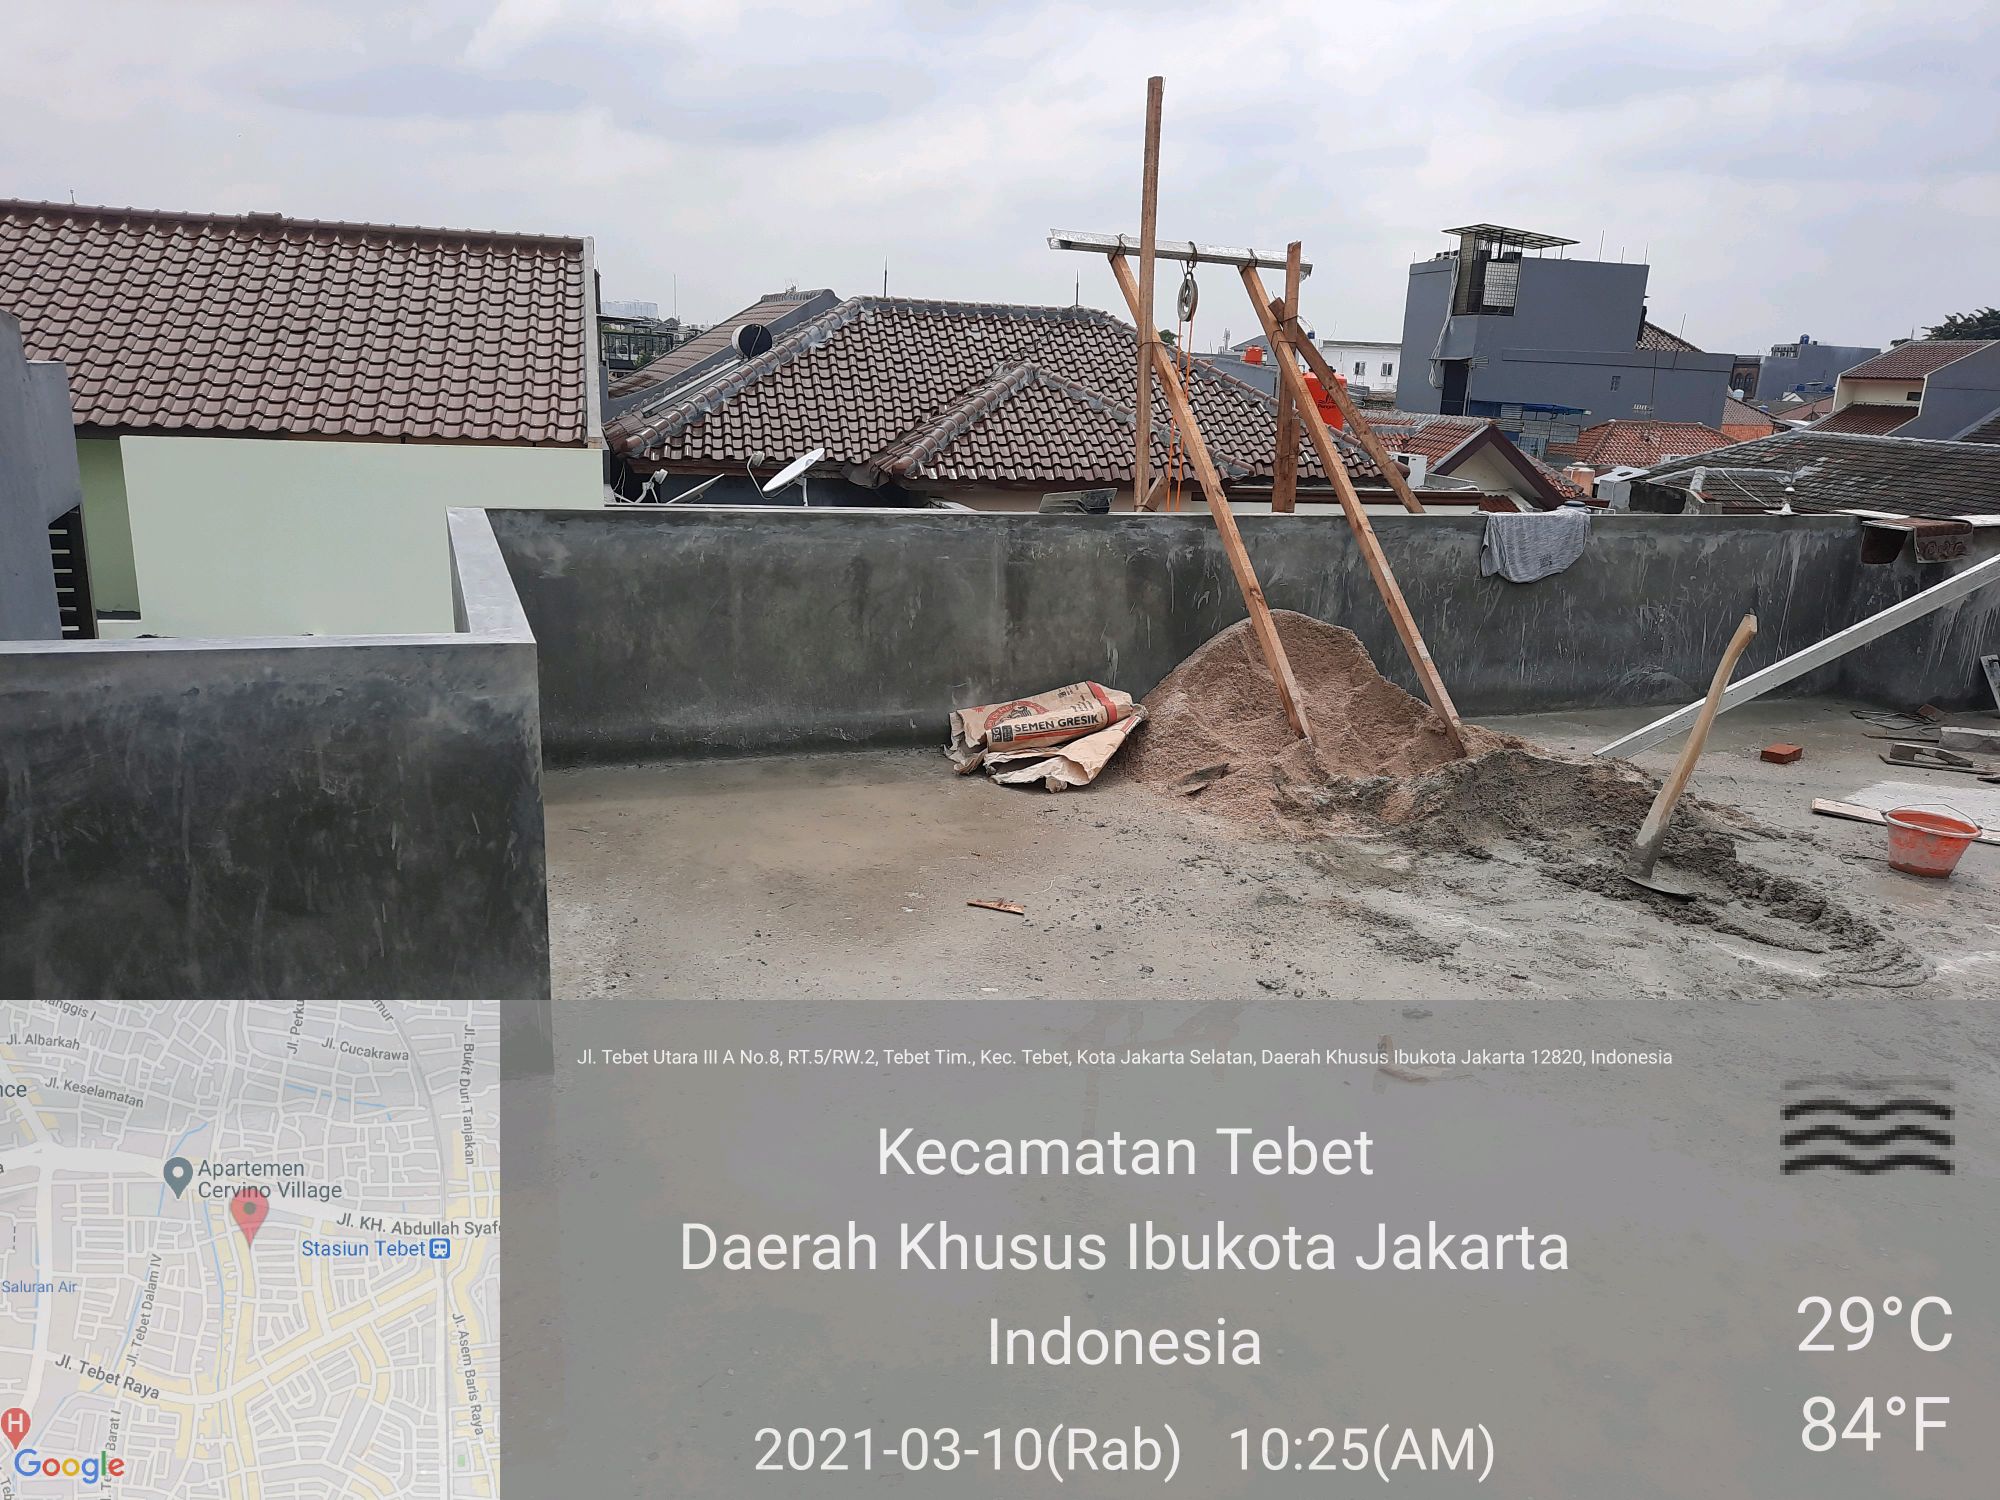 SEMEN GRESIK
Jl. Tebet Utara III A No.8, RT.5/RW.2, Tebet Tim., Kec. Tebet, Kota Jakarta Selatan, Daerah Khusus Ibukota Jakarta 12820, Indonesia
Kecamatan Tebet
Daerah Khusus Ibukota Jakarta
Indonesia
2021-03-10(Rab) 10:25(AM)
29°C
84°F
Jl. Albarkah
Jl. Cucakrawa
Jl. Keselamatan
Jl. Bukit Duri Tanjakan
Apartemen
Cervino Village
Jl. KH. Abdullah Syafe
Stasiun Tebet
Saluran Air
Jl. Tebet Dalam IV
Jl. Tebet Raya
Jl. Asem Baris Raya
H
Google